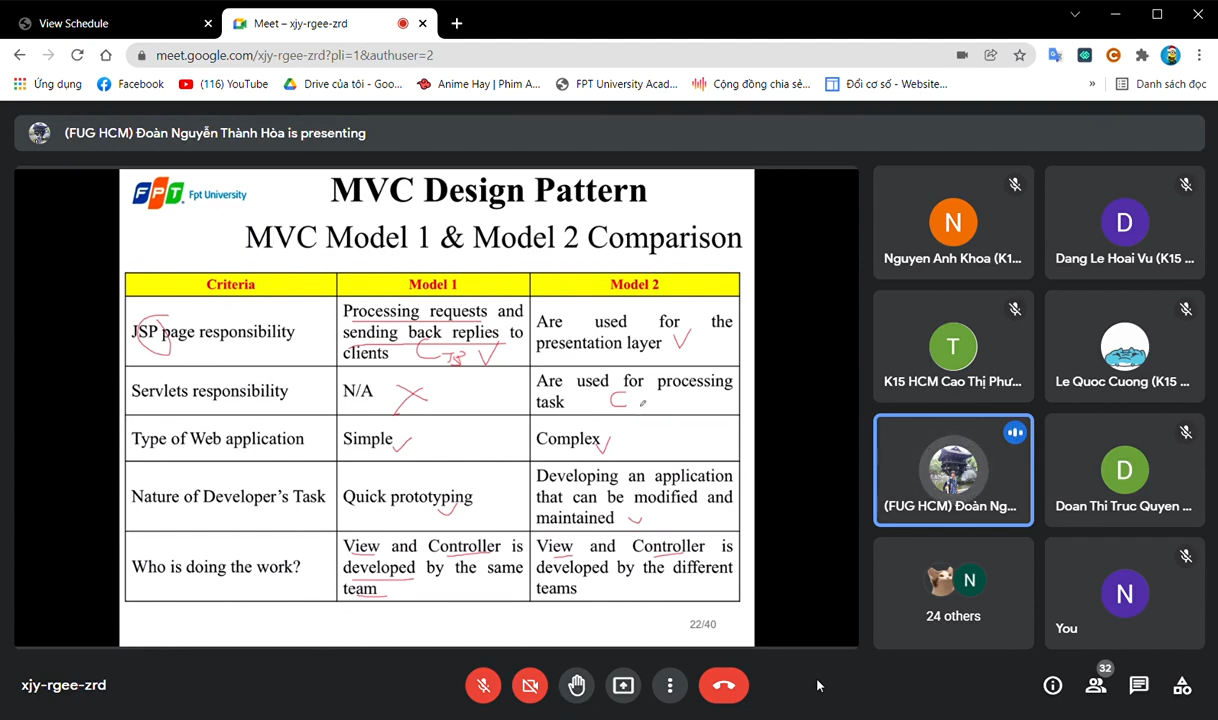 View Schedule
Meet – xjy-rgee-zrd
meet.google.com/xjy-rgee-zrd?pli=1&authuser=2
Ứng dụng
Facebook
(116) YouTube
Drive của tôi - Goo...
Anime Hay | Phim A...
FPT University Acad...
Cộng đồng chia sẻ...
Đổi cơ số - Website...
»
Danh sách đọc
(FUG HCM) Đoàn Nguyễn Thành Hòa is presenting
FPT Fpt University
MVC Design Pattern
MVC Model 1 & Model 2 Comparison
Criteria
Model 1
Model 2
JSP page responsibility
Processing requests and
sending back replies to
clients
Are used for the
presentation layer
Servlets responsibility
N/A
Are used for processing
task
C
Type of Web application
Simple
Complex
Nature of Developer's Task
Quick prototyping
Developing an application
that can be modified and
maintained
Who is doing the work?
View and Controller is
developed by the same
team
View and Controller is
developed by the different
teams
22/40
N
Nguyen Anh Khoa (K1...
D
Dang Le Hoai Vu (K15 ...
T
K15 HCM Cao Thị Phư...
Le Quoc Cuong (K15 ...
(FUG HCM) Đoàn Ng...
D
Doan Thi Truc Quyen ...
N
24 others
N
You
xjy-rgee-zrd
32